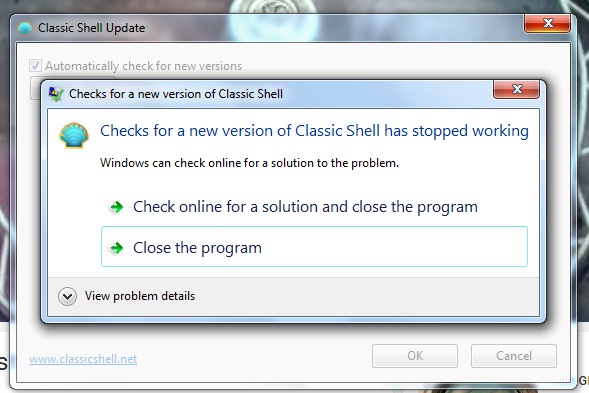 Classic Shell Update
Automatically check for new versions
Checks for a new version of Classic Shell
Checks for a new version of Classic Shell has stopped working
Windows can check online for a solution to the problem.
Check online for a solution and close the program
Close the program
View problem details
www.classicshell.net
OK
Cancel